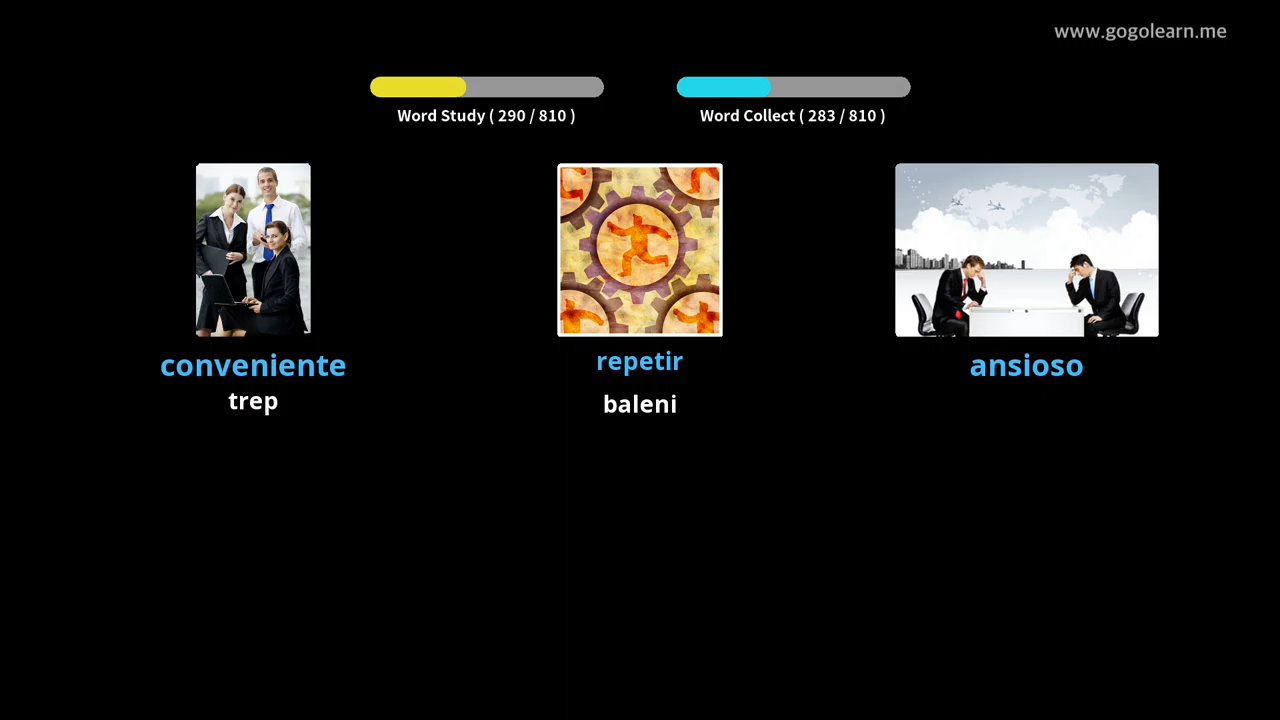 www.gogolearn.me
Word Study ( 290 / 810 )
Word Collect ( 283 / 810 )
conveniente
repetir
ansioso
trep
baleni